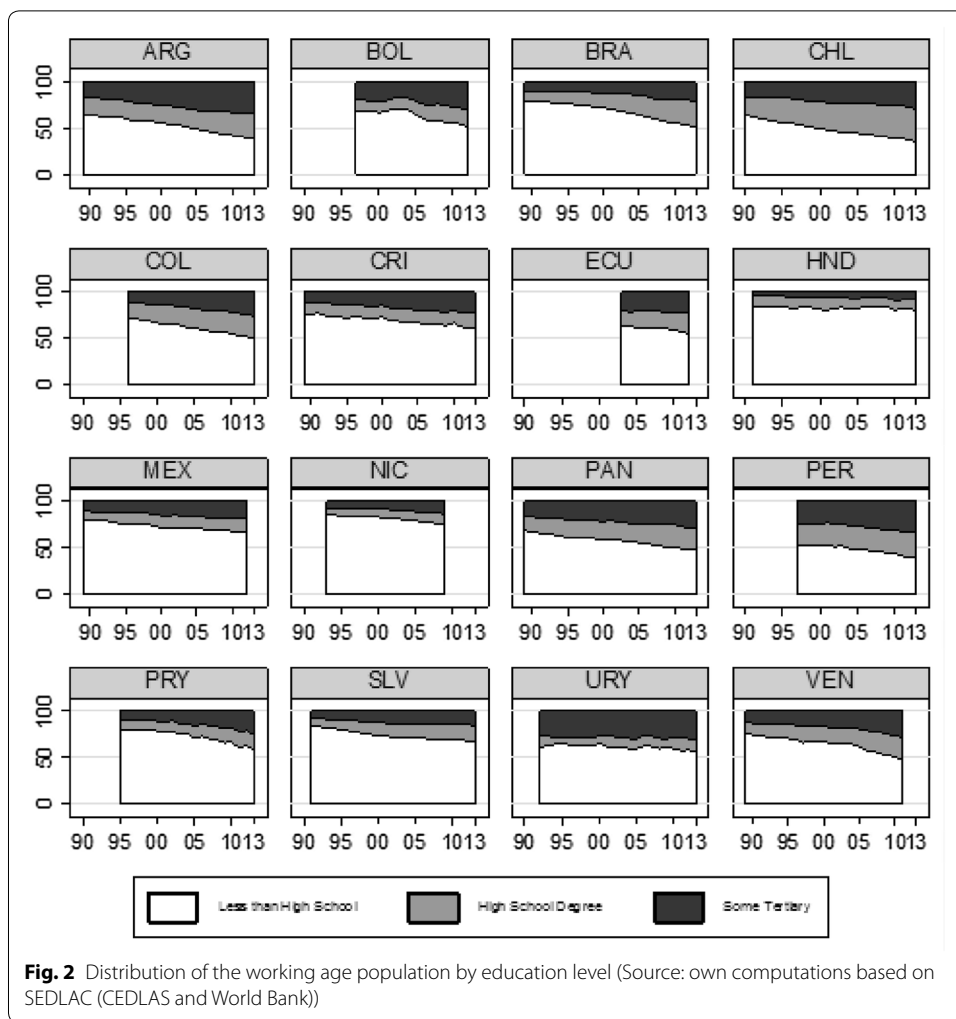 ARG BOL BRA CHL
100
50
0
90 95 00 05 1013 90 95 00 05 1013 90 95 00 05 1013 90 95 00 05 1013
COL CRI ECU HND
100
50
0
90 95 00 05 1013 90 95 00 05 1013 90 95 00 05 1013 90 95 00 05 1013
MEX NIC PAN PER
100
50
0
90 95 00 05 1013 90 95 00 05 1013 90 95 00 05 1013 90 95 00 05 1013
PRY SLV URY VEN
100
50
0
90 95 00 05 1013 90 95 00 05 1013 90 95 00 05 1013 90 95 00 05 1013
Less than High School High School Degree Some Tertiary
Fig. 2 Distribution of the working age population by education level (Source: own computations based on
SEDLAC (CEDLAS and World Bank))